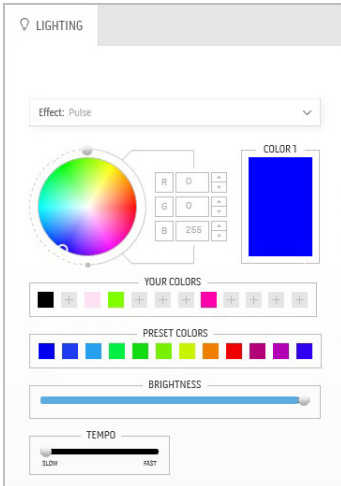 LIGHTING
Effect: Pulse
COLOR 1
R 0
G 0
B 255
YOUR COLORS
PRESET COLORS
BRIGHTNESS
TEMPO
SLOW FAST